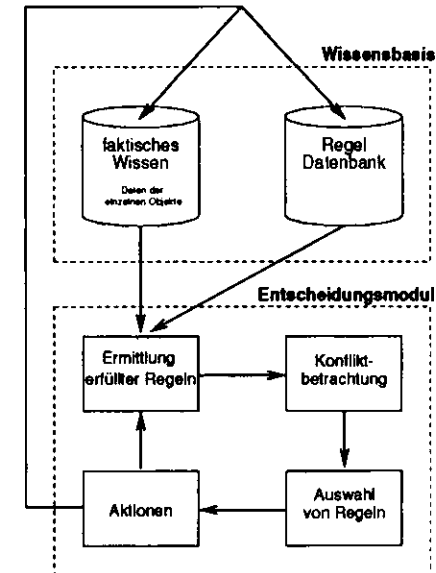 Wissensbasis
faktisches
Wissen
Daten der
einzelnen Objekte
Regel
Datenbank
Entscheidungsmodul
Ermittlung
erfüllter Regeln
Konflikt-
betrachtung
Aktionen
Auswahl
von Regeln